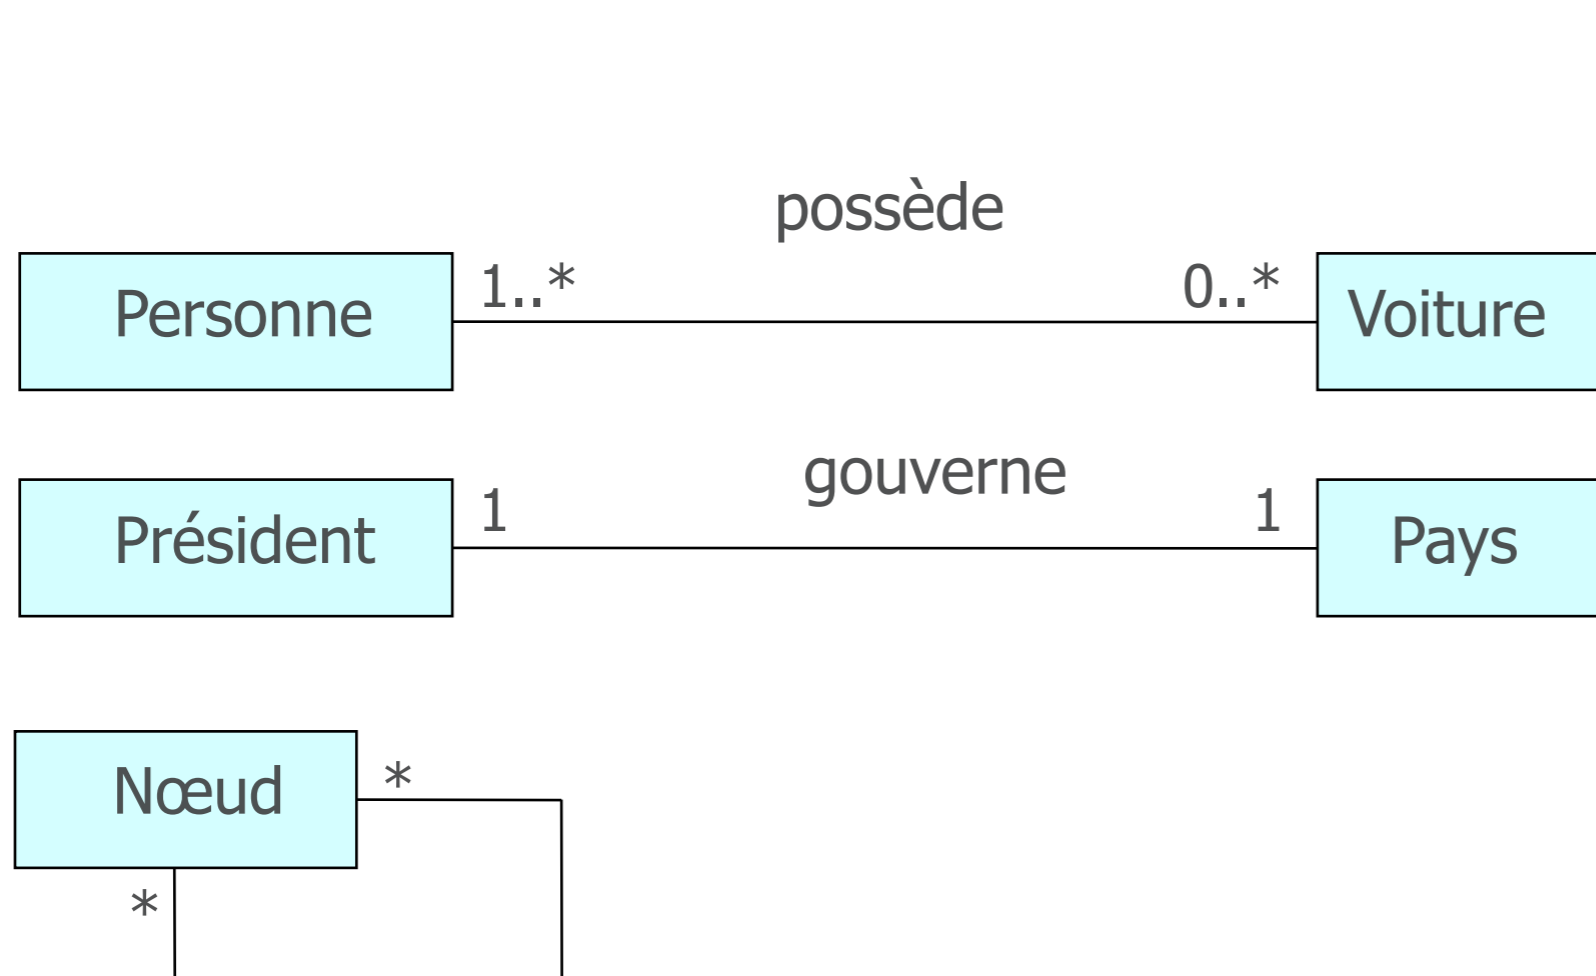 possède
Personne 1..* 0..* Voiture
gouverne
Président 1 1 Pays
Nœud *
*